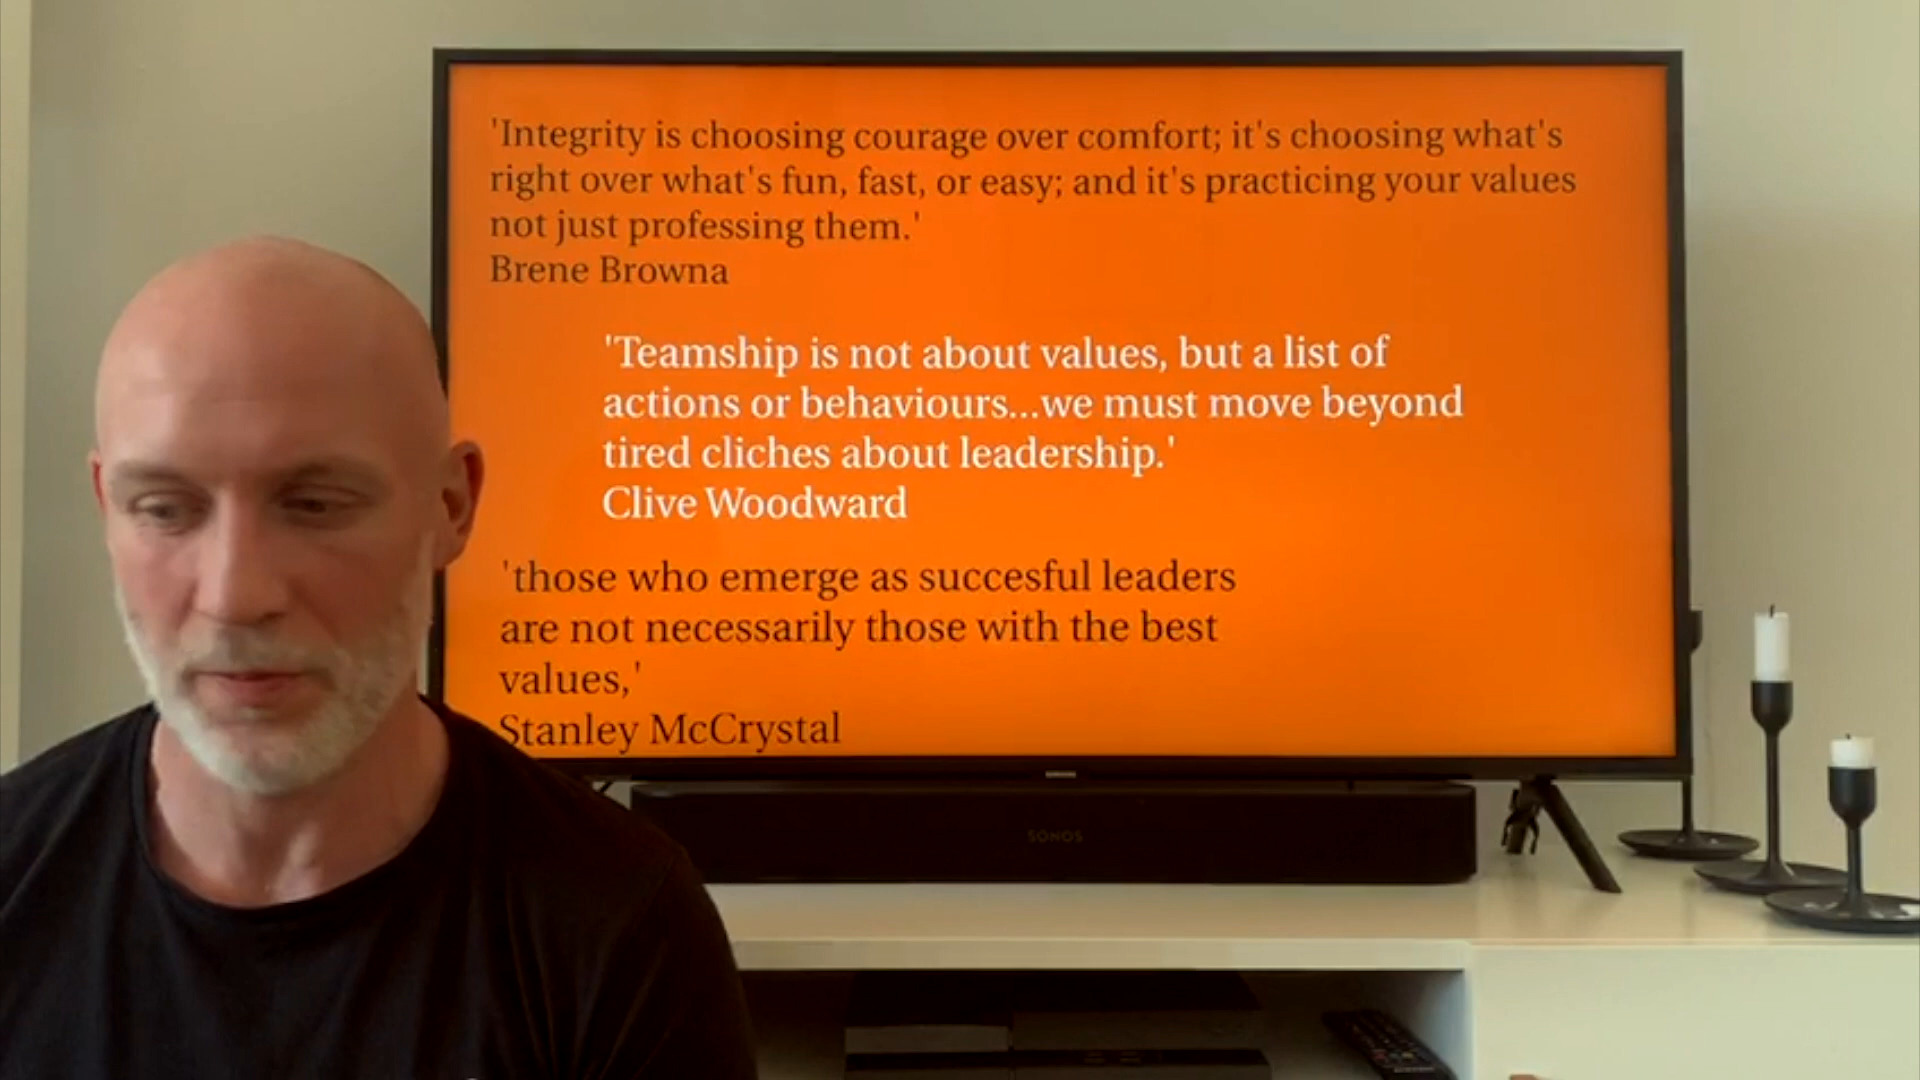 'Integrity is choosing courage over comfort; it's choosing what's
right over what's fun, fast, or easy; and it's practicing your values
not just professing them.'
Brene Browna
'Teamship is not about values, but a list of
actions or behaviours...we must move beyond
tired cliches about leadership.'
Clive Woodward
'those who emerge as succesful leaders
are not necessarily those with the best
values,'
Stanley McCrystal
SAMSUNG
SONOS